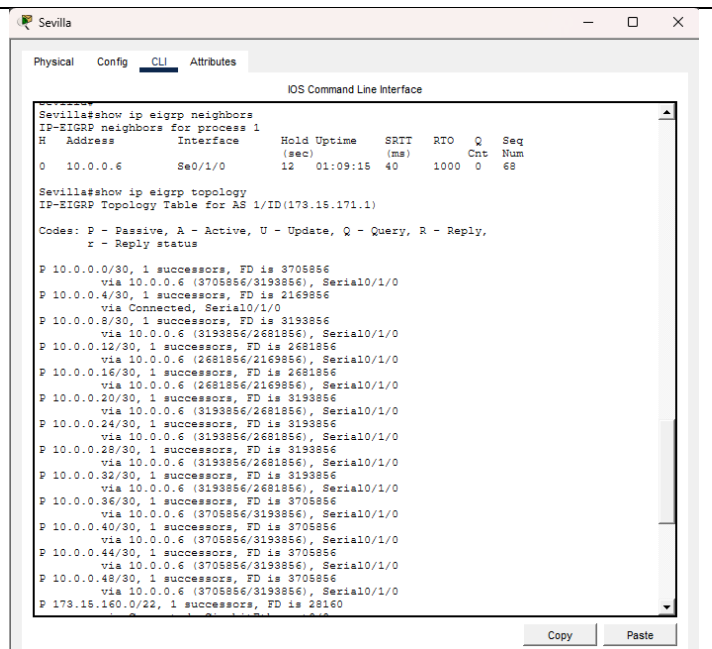 Sevilla
Physical Config CLI Attributes
IOS Command Line Interface
Sevilla#show ip eigrp neighbors
IP-EIGRP neighbors for process 1
H   Address         Interface      Hold Uptime    SRTT   RTO   Q   Seq
                                   (sec)          (ms)        Cnt  Num
0   10.0.0.6        Se0/1/0        12   01:09:15  40     1000  0   68
Sevilla#show ip eigrp topology
IP-EIGRP Topology Table for AS 1/ID(173.15.171.1)
Codes: P - Passive, A - Active, U - Update, Q - Query, R - Reply,
       r - Reply status
P 10.0.0.0/30, 1 successors, FD is 3705856
         via 10.0.0.6 (3705856/3193856), Serial0/1/0
P 10.0.0.4/30, 1 successors, FD is 2169856
         via Connected, Serial0/1/0
P 10.0.0.8/30, 1 successors, FD is 3193856
         via 10.0.0.6 (3193856/2681856), Serial0/1/0
P 10.0.0.12/30, 1 successors, FD is 2681856
         via 10.0.0.6 (2681856/2169856), Serial0/1/0
P 10.0.0.16/30, 1 successors, FD is 2681856
         via 10.0.0.6 (2681856/2169856), Serial0/1/0
P 10.0.0.20/30, 1 successors, FD is 3193856
         via 10.0.0.6 (3193856/2681856), Serial0/1/0
P 10.0.0.24/30, 1 successors, FD is 3193856
         via 10.0.0.6 (3193856/2681856), Serial0/1/0
P 10.0.0.28/30, 1 successors, FD is 3193856
         via 10.0.0.6 (3193856/2681856), Serial0/1/0
P 10.0.0.32/30, 1 successors, FD is 3193856
         via 10.0.0.6 (3193856/2681856), Serial0/1/0
P 10.0.0.36/30, 1 successors, FD is 3705856
         via 10.0.0.6 (3705856/3193856), Serial0/1/0
P 10.0.0.40/30, 1 successors, FD is 3705856
         via 10.0.0.6 (3705856/3193856), Serial0/1/0
P 10.0.0.44/30, 1 successors, FD is 3705856
         via 10.0.0.6 (3705856/3193856), Serial0/1/0
P 10.0.0.48/30, 1 successors, FD is 3705856
         via 10.0.0.6 (3705856/3193856), Serial0/1/0
P 173.15.160.0/22, 1 successors, FD is 28160
Copy Paste